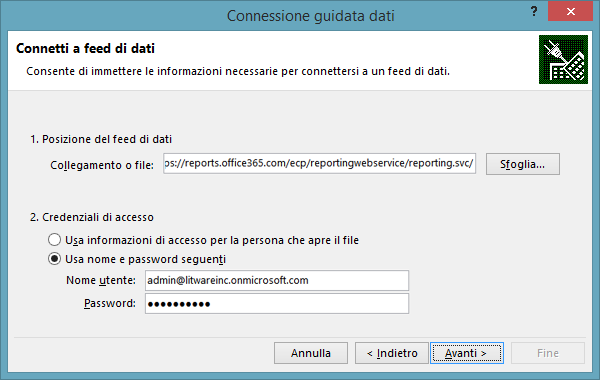 Connessione guidata dati
?
Connetti a feed di dati
Consente di immettere le informazioni necessarie per connettersi a un feed di dati.
1. Posizione del feed di dati
Collegamento o file: ps://reports.office365.com/ecp/reportingwebservice/reporting.svc/ Sfoglia...
2. Credenziali di accesso
Usa informazioni di accesso per la persona che apre il file
Usa nome e password seguenti
Nome utente: admin@litwareinc.onmicrosoft.com
Password: ••••••••••
Annulla < Indietro Avanti > Fine